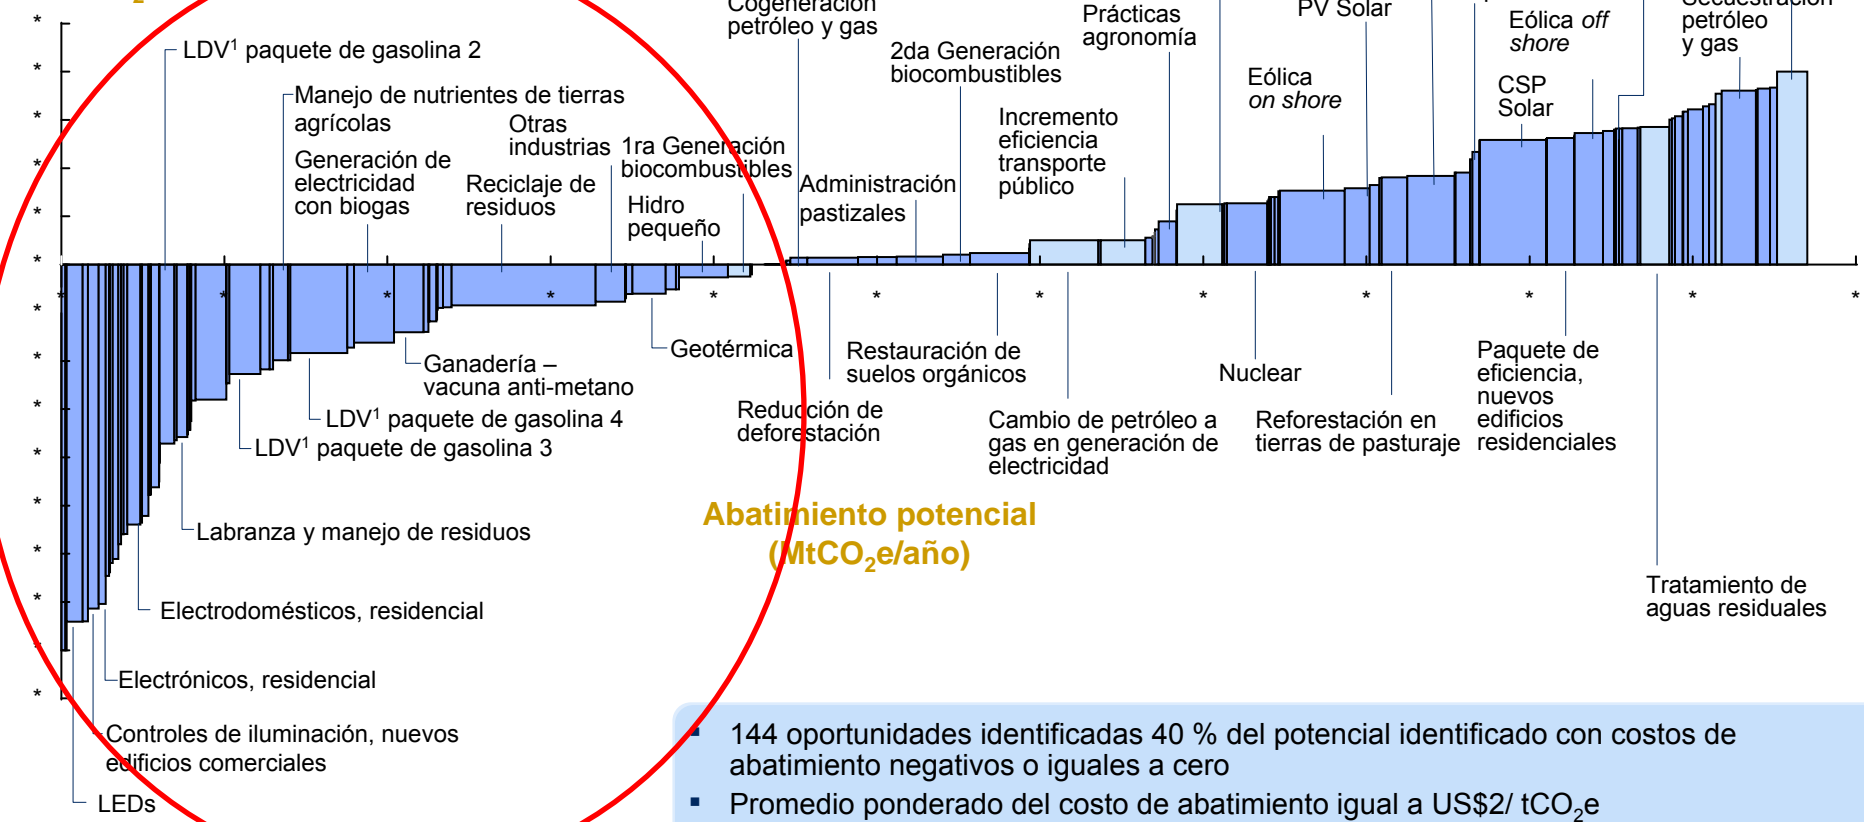 2
Cogeneración
petróleo y gas
Prácticas
agronomía
PV Solar
Eólica off
shore
Secuestración
petróleo
y gas
LDV¹ paquete de gasolina 2
2da Generación
biocombustibles
Eólica
on shore
CSP
Solar
Manejo de nutrientes de tierras
agrícolas
Otras
industrias
1ra Generación
biocombustibles
Incremento
eficiencia
transporte
público
Generación de
electricidad
con biogas
Reciclaje de
residuos
Hidro
pequeño
Administración
pastizales
Geotérmica
Ganadería –
vacuna anti-metano
LDV¹ paquete de gasolina 4
LDV¹ paquete de gasolina 3
Restauración de
suelos orgánicos
Reducción de
deforestación
Cambio de petróleo a
gas en generación de
electricidad
Nuclear
Reforestación en
tierras de pasturaje
Paquete de
eficiencia,
nuevos
edificios
residenciales
Labranza y manejo de residuos
Abatimiento potencial
(MtCO₂e/año)
Electrodomésticos, residencial
Tratamiento de
aguas residuales
Electrónicos, residencial
Controles de iluminación, nuevos
edificios comerciales
LEDs
▪ 144 oportunidades identificadas 40 % del potencial identificado con costos de
abatimiento negativos o iguales a cero
▪ Promedio ponderado del costo de abatimiento igual a US$2/ tCO₂e